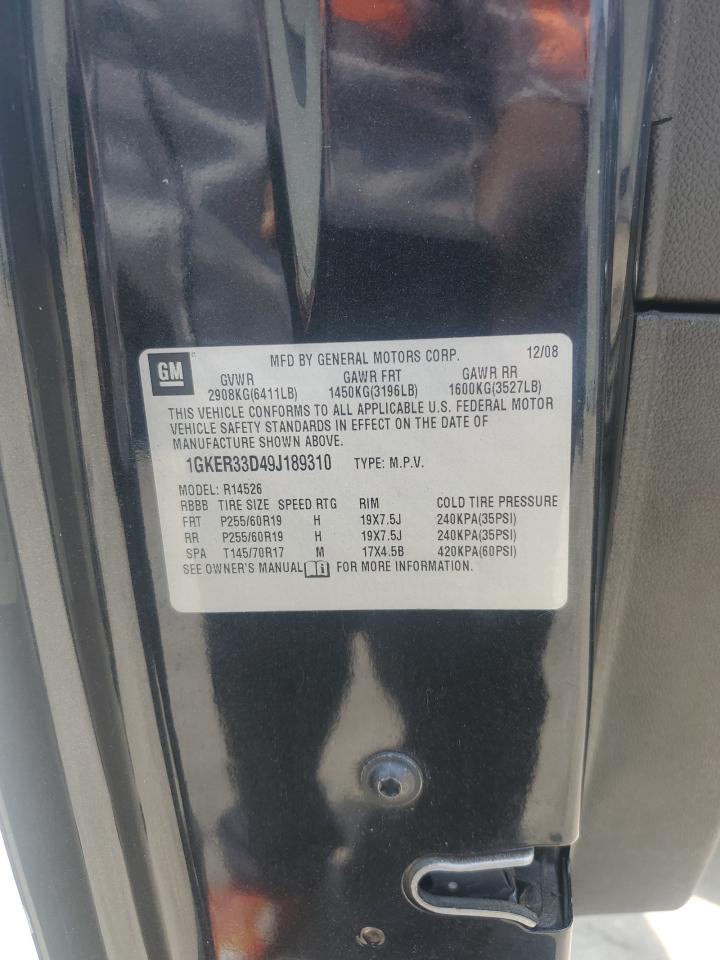 GM MFD BY GENERAL MOTORS CORP. 12/08
GVWR GAWR FRT GAWR RR
2908KG(6411LB) 1450KG(3196LB) 1600KG(3527LB)
THIS VEHICLE CONFORMS TO ALL APPLICABLE U.S. FEDERAL MOTOR
VEHICLE SAFETY STANDARDS IN EFFECT ON THE DATE OF
MANUFACTURE SHOWN ABOVE.
1GKER33D49J189310 TYPE: M.P.V.
MODEL: R14526
RBBB TIRE SIZE SPEED RTG RIM COLD TIRE PRESSURE
FRT P255/60R19 H 19X7.5J 240KPA(35PSI)
RR P255/60R19 H 19X7.5J 240KPA(35PSI)
SPA T145/70R17 M 17X4.5B 420KPA(60PSI)
SEE OWNER'S MANUAL FOR MORE INFORMATION.